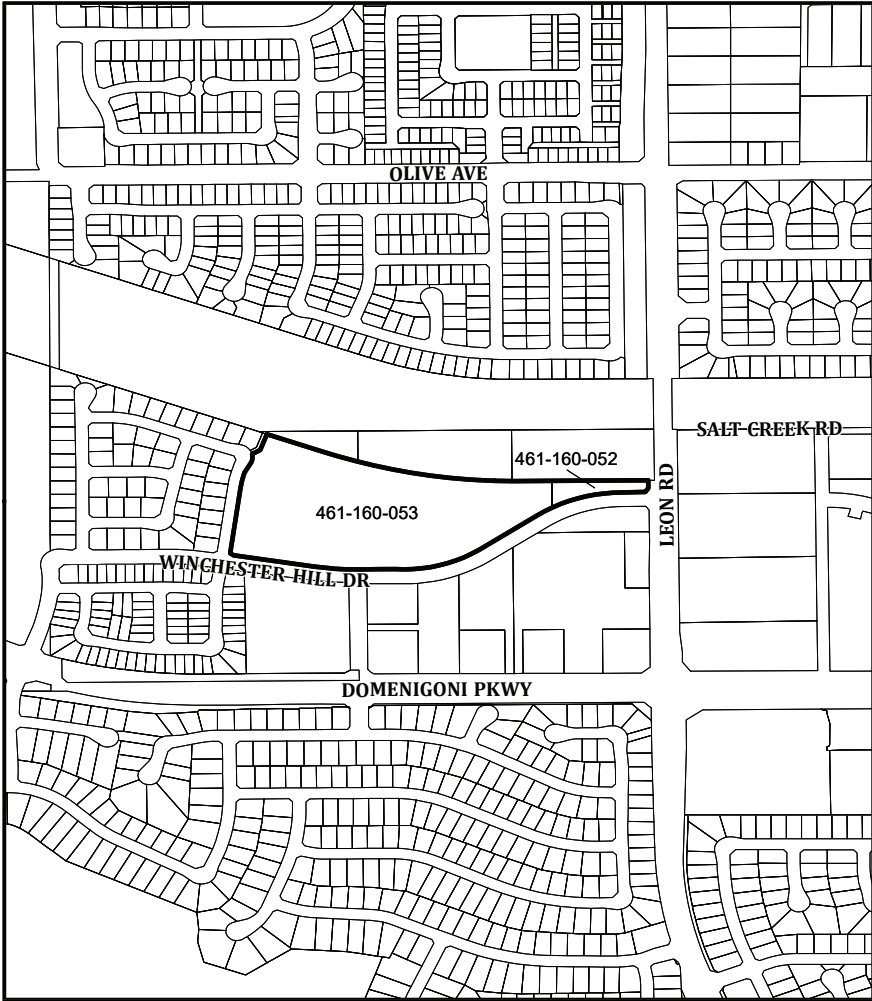 OLIVE AVE
SALT CREEK RD
461-160-052
LEON RD
461-160-053
WINCHESTER HILL DR
DOMENIGONI PKWY